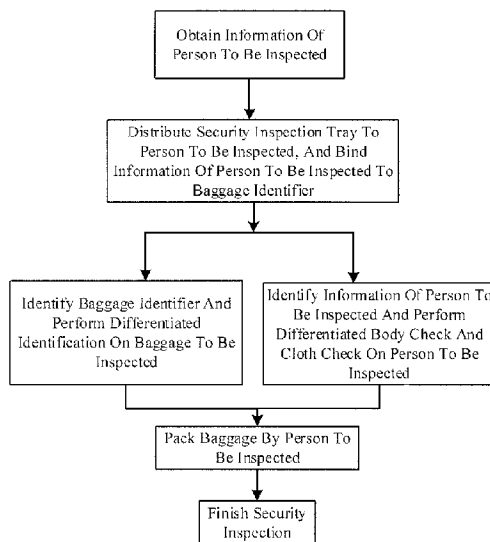 Obtain Information Of
Person To Be Inspected
Distribute Security Inspection Tray To
Person To Be Inspected, And Bind
Information Of Person To Be Inspected To
Baggage Identifier
Identify Baggage Identifier And
Perform Differentiated
Identification On Baggage To Be
Inspected
Identify Information Of Person To
Be Inspected And Perform
Differentiated Body Check And
Cloth Check On Person To Be
Inspected
Pack Baggage By Person To
Be Inspected
Finish Security
Inspection